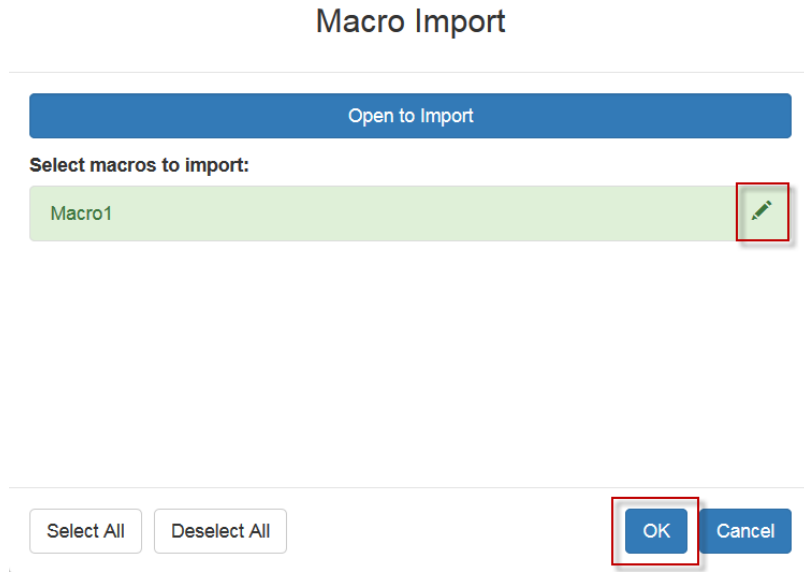 Macro Import
Open to Import
Select macros to import:
Macro1
Select All Deselect All OK Cancel